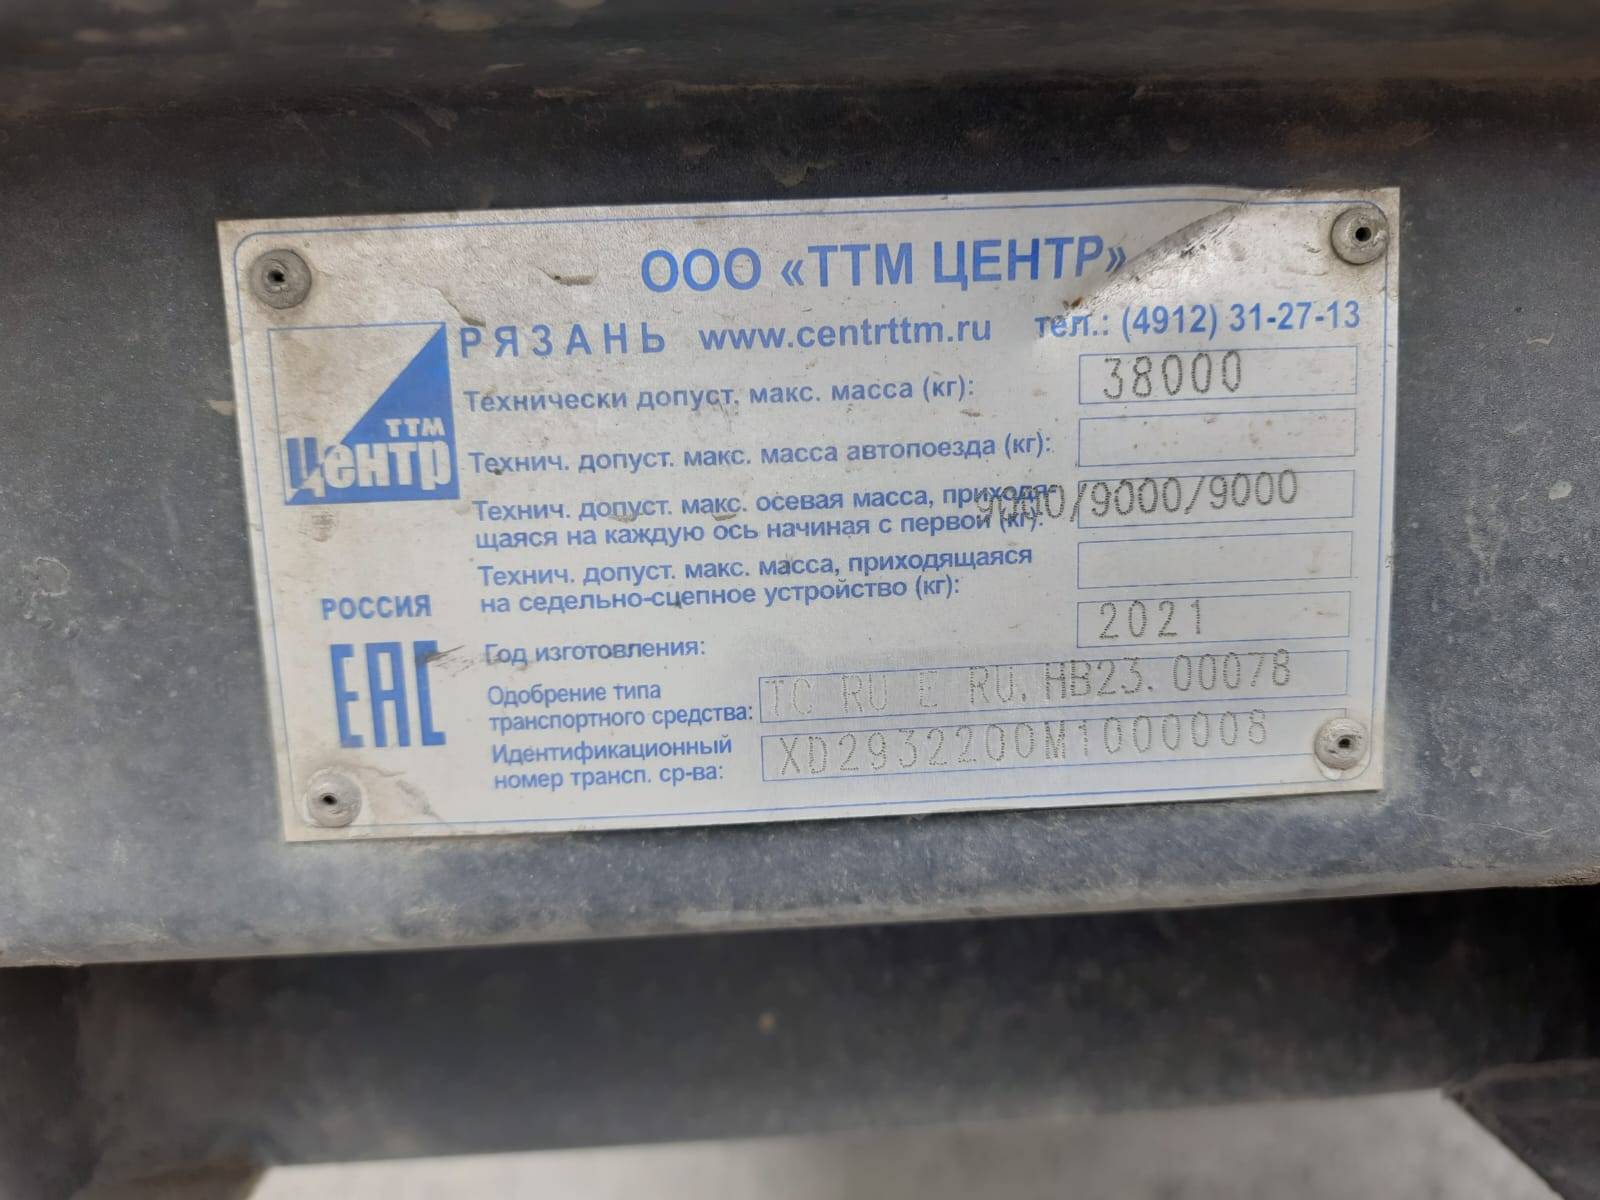 ООО «ТТМ ЦЕНТР»
РЯЗАНЬ www.centrttm.ru тел.: (4912) 31-27-13
ТТМ
Центр
Технически допуст. макс. масса (кг): 38000
Технич. допуст. макс. масса автопоезда (кг):
Технич. допуст. макс. осевая масса, приходя-
щаяся на каждую ось начиная с первой (кг): 9000/9000/9000
Технич. допуст. макс. масса, приходящаяся
на седельно-сцепное устройство (кг):
РОССИЯ
ЕАС
Год изготовления: 2021
Одобрение типа
транспортного средства: TC RU E RU.HB23.00078
Идентификационный
номер трансп. ср-ва: XD2932200M1000008